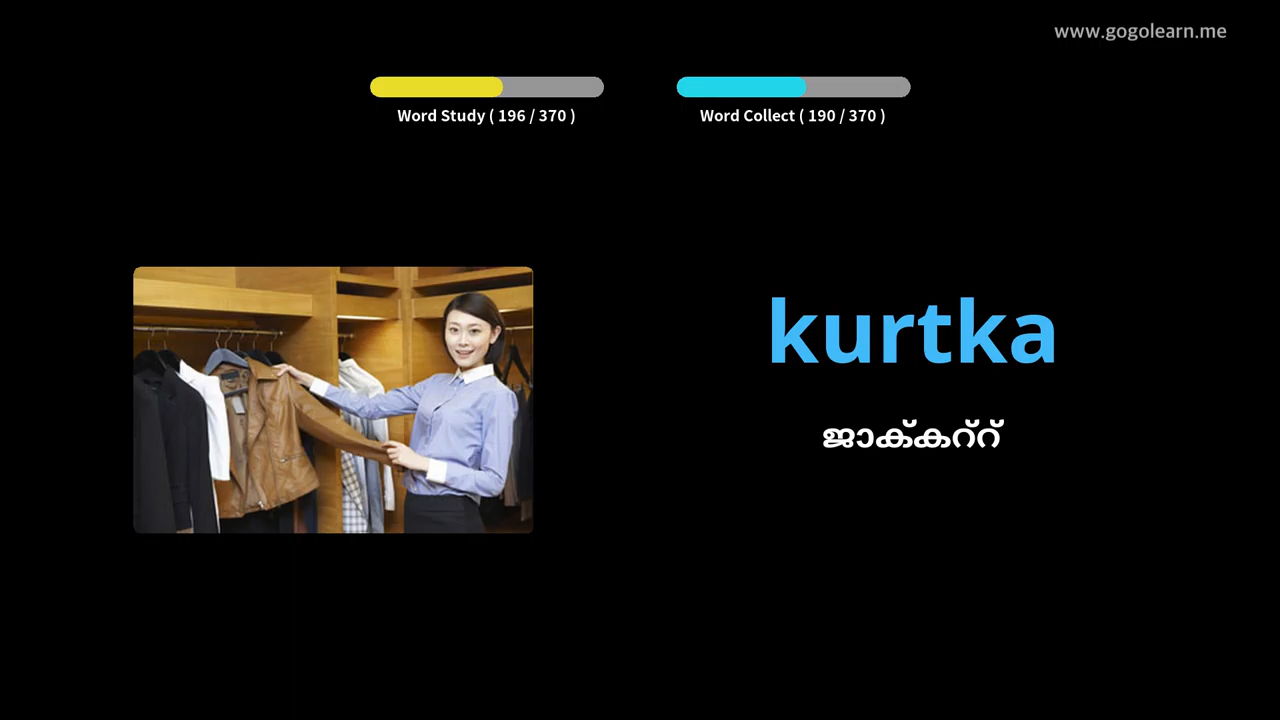 www.gogolearn.me
Word Study ( 196 / 370 )
Word Collect ( 190 / 370 )
kurtka
ജാക്കറ്റ്